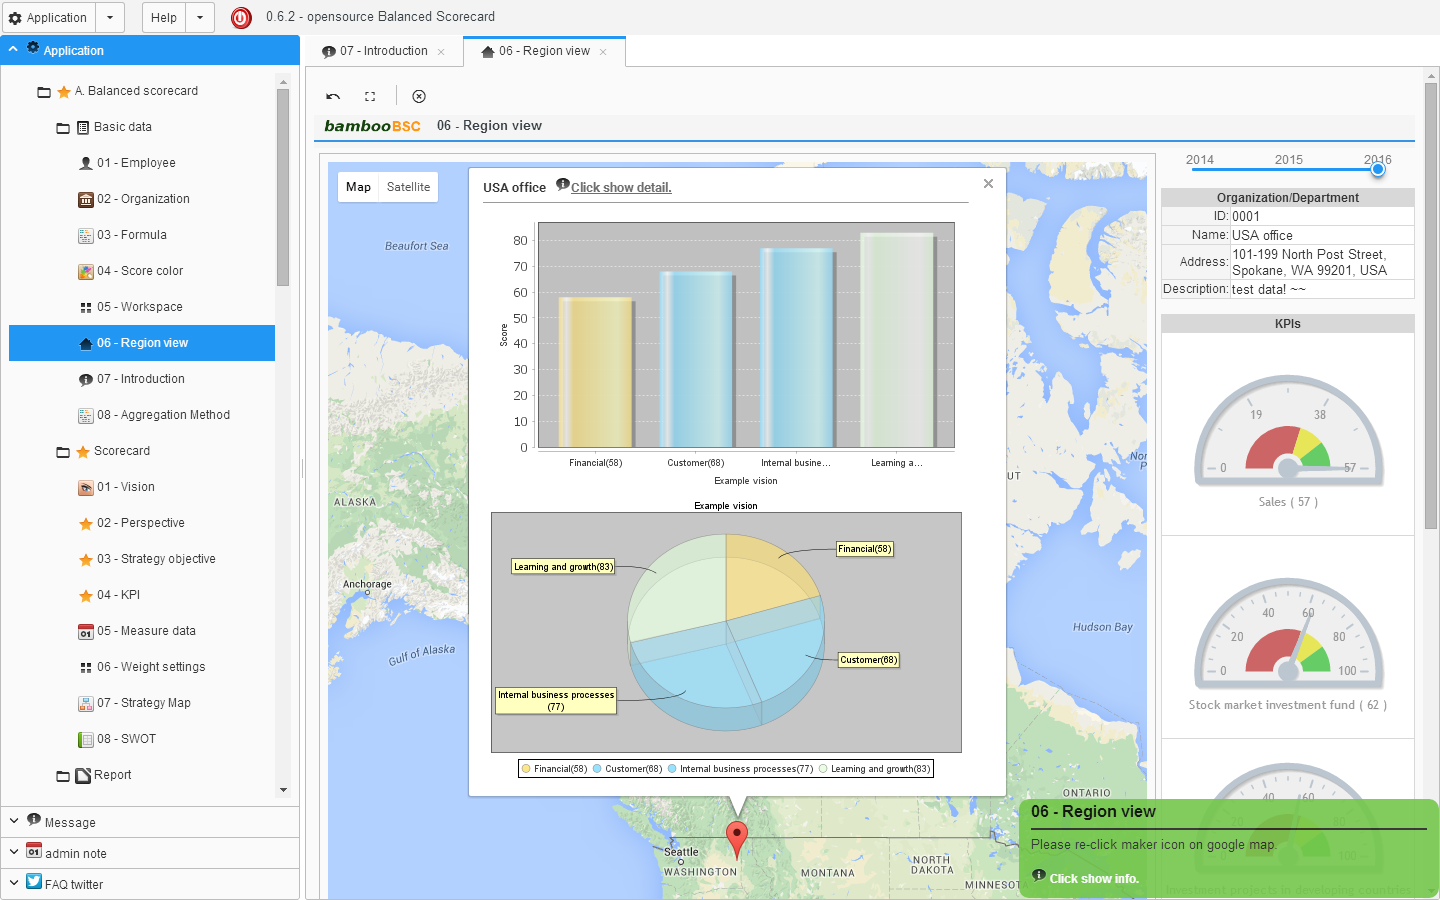 Application
Help
0.6.2 - opensource Balanced Scorecard
Application
A. Balanced scorecard
Basic data
01 - Employee
02 - Organization
03 - Formula
04 - Score color
05 - Workspace
06 - Region view
07 - Introduction
08 - Aggregation Method
Scorecard
01 - Vision
02 - Perspective
03 - Strategy objective
04 - KPI
05 - Measure data
06 - Weight settings
07 - Strategy Map
08 - SWOT
Report
Message
admin note
FAQ twitter
07 - Introduction ×
06 - Region view ×
bambooBSC 06 - Region view
Map Satellite
Beaufort Sea
ALASKA
Anchorage
Gulf of Alaska
Hudson Bay
UT
ONTARIO
Seattle
WASHINGTON
MONTANA
NORTH
DAKOTA
MINNESO
USA office Click show detail.
80
70
60
50
40
30
20
10
0
Score
Financial(58) Customer(68) Internal busine... Learning a...
Example vision
Example vision
Financial(58)
Learning and growth(83)
Customer(68)
Internal business processes
(77)
Financial(58) Customer(68) Internal business processes(77) Learning and growth(83)
2014 2015 2016
Organization/Department
ID: 0001
Name: USA office
Address: 101-199 North Post Street,
Spokane, WA 99201, USA
Description: test data! ~~
KPIs
19 38
0 57
Sales ( 57 )
40 60
20 80
0 100
Stock market investment fund ( 62 )
40 60
20 80
0 100
Investment projects in developing countries
06 - Region view
Please re-click maker icon on google map.
Click show info.